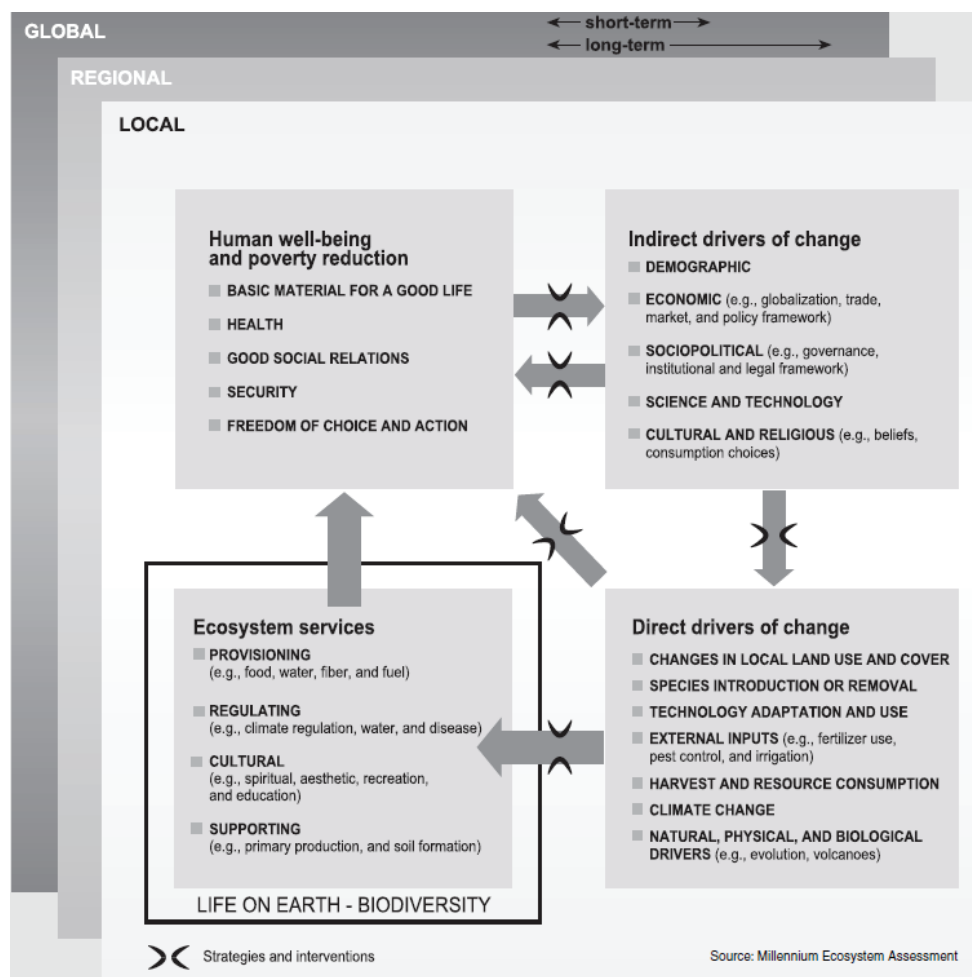 GLOBAL
short-term
long-term
REGIONAL
LOCAL
Human well-being
and poverty reduction
BASIC MATERIAL FOR A GOOD LIFE
HEALTH
GOOD SOCIAL RELATIONS
SECURITY
FREEDOM OF CHOICE AND ACTION
Indirect drivers of change
DEMOGRAPHIC
ECONOMIC (e.g., globalization, trade,
market, and policy framework)
SOCIOPOLITICAL (e.g., governance,
institutional and legal framework)
SCIENCE AND TECHNOLOGY
CULTURAL AND RELIGIOUS (e.g., beliefs,
consumption choices)
Ecosystem services
PROVISIONING
(e.g., food, water, fiber, and fuel)
REGULATING
(e.g., climate regulation, water, and disease)
CULTURAL
(e.g., spiritual, aesthetic, recreation,
and education)
SUPPORTING
(e.g., primary production, and soil formation)
LIFE ON EARTH - BIODIVERSITY
Direct drivers of change
CHANGES IN LOCAL LAND USE AND COVER
SPECIES INTRODUCTION OR REMOVAL
TECHNOLOGY ADAPTATION AND USE
EXTERNAL INPUTS (e.g., fertilizer use,
pest control, and irrigation)
HARVEST AND RESOURCE CONSUMPTION
CLIMATE CHANGE
NATURAL, PHYSICAL, AND BIOLOGICAL
DRIVERS (e.g., evolution, volcanoes)
Strategies and interventions
Source: Millennium Ecosystem Assessment